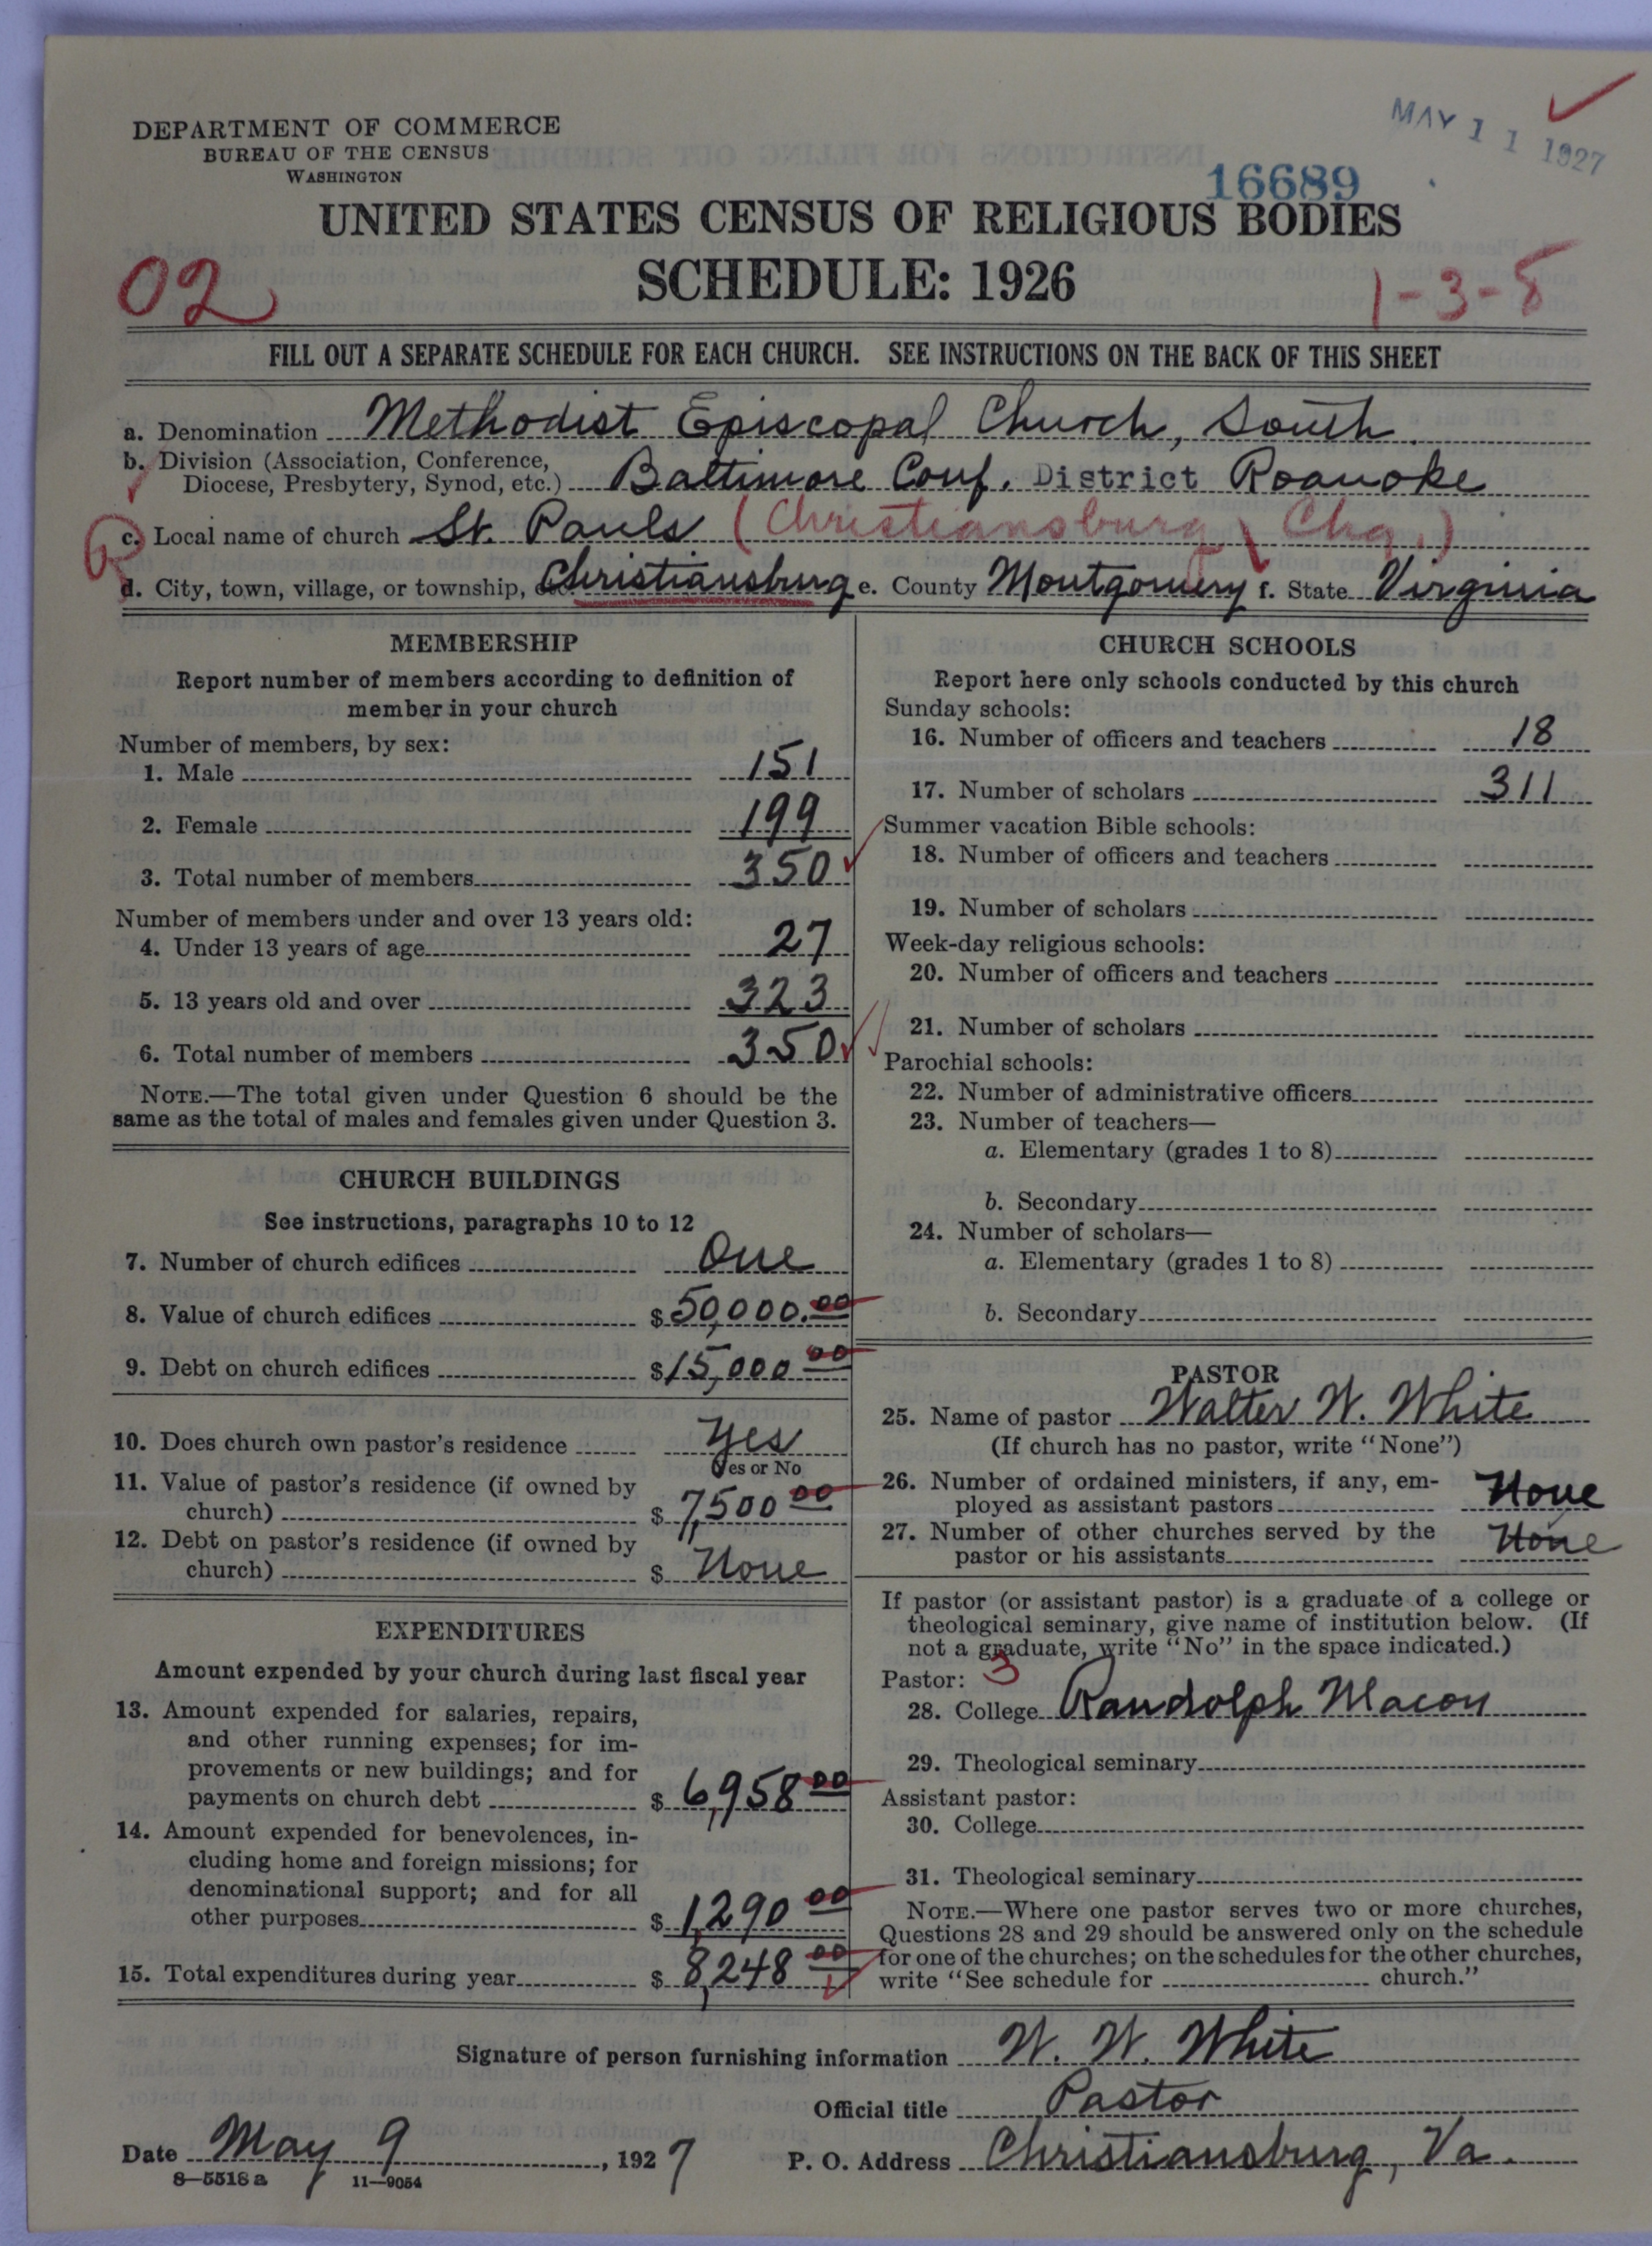 MAY 11 1927
DEPARTMENT OF COMMERCE
BUREAU OF THE CENSUS
WASHINGTON
16689
UNITED STATES CENSUS OF RELIGIOUS BODIES
SCHEDULE: 1926
02
1-3-8
FILL OUT A SEPARATE SCHEDULE FOR EACH CHURCH. SEE INSTRUCTIONS ON THE BACK OF THIS SHEET
a. Denomination Methodist Episcopal Church, South.
b. Division (Association, Conference,
Diocese, Presbytery, Synod, etc.) Baltimore Conf. District Roanoke
c. Local name of church St. Pauls (Christiansburg Chg.)
d. City, town, village, or township, etc. Christiansburg e. County Montgomery f. State Virginia
MEMBERSHIP
Report number of members according to definition of
member in your church
Number of members, by sex:
1. Male 151
2. Female 199
3. Total number of members 350
Number of members under and over 13 years old:
4. Under 13 years of age 27
5. 13 years old and over 323
6. Total number of members 350
NOTE.—The total given under Question 6 should be the
same as the total of males and females given under Question 3.
CHURCH BUILDINGS
See instructions, paragraphs 10 to 12
7. Number of church edifices One
8. Value of church edifices $50,000.00
9. Debt on church edifices $15,000 00
10. Does church own pastor's residence Yes
Yes or No
11. Value of pastor's residence (if owned by
church) $7,500 00
12. Debt on pastor's residence (if owned by
church) $ None
EXPENDITURES
Amount expended by your church during last fiscal year
13. Amount expended for salaries, repairs,
and other running expenses; for im-
provements or new buildings; and for
payments on church debt $ 6,958 00
14. Amount expended for benevolences, in-
cluding home and foreign missions; for
denominational support; and for all
other purposes $ 1,290 00
15. Total expenditures during year $ 8,248 00
CHURCH SCHOOLS
Report here only schools conducted by this church
Sunday schools:
16. Number of officers and teachers 18
17. Number of scholars 311
Summer vacation Bible schools:
18. Number of officers and teachers
19. Number of scholars
Week-day religious schools:
20. Number of officers and teachers
21. Number of scholars
Parochial schools:
22. Number of administrative officers
23. Number of teachers—
a. Elementary (grades 1 to 8)
b. Secondary
24. Number of scholars—
a. Elementary (grades 1 to 8)
b. Secondary
PASTOR
25. Name of pastor Walter W. White
(If church has no pastor, write "None")
26. Number of ordained ministers, if any, em-
ployed as assistant pastors None
27. Number of other churches served by the
pastor or his assistants None
If pastor (or assistant pastor) is a graduate of a college or
theological seminary, give name of institution below. (If
not a graduate, write "No" in the space indicated.)
Pastor: 3
28. College Randolph Macon
29. Theological seminary
Assistant pastor:
30. College
31. Theological seminary
NOTE.—Where one pastor serves two or more churches,
Questions 28 and 29 should be answered only on the schedule
for one of the churches; on the schedules for the other churches,
write "See schedule for church."
Signature of person furnishing information W. W. White
Official title Pastor
Date May 9, 1927 P. O. Address Christiansburg, Va.
8—5518 a 11—9054